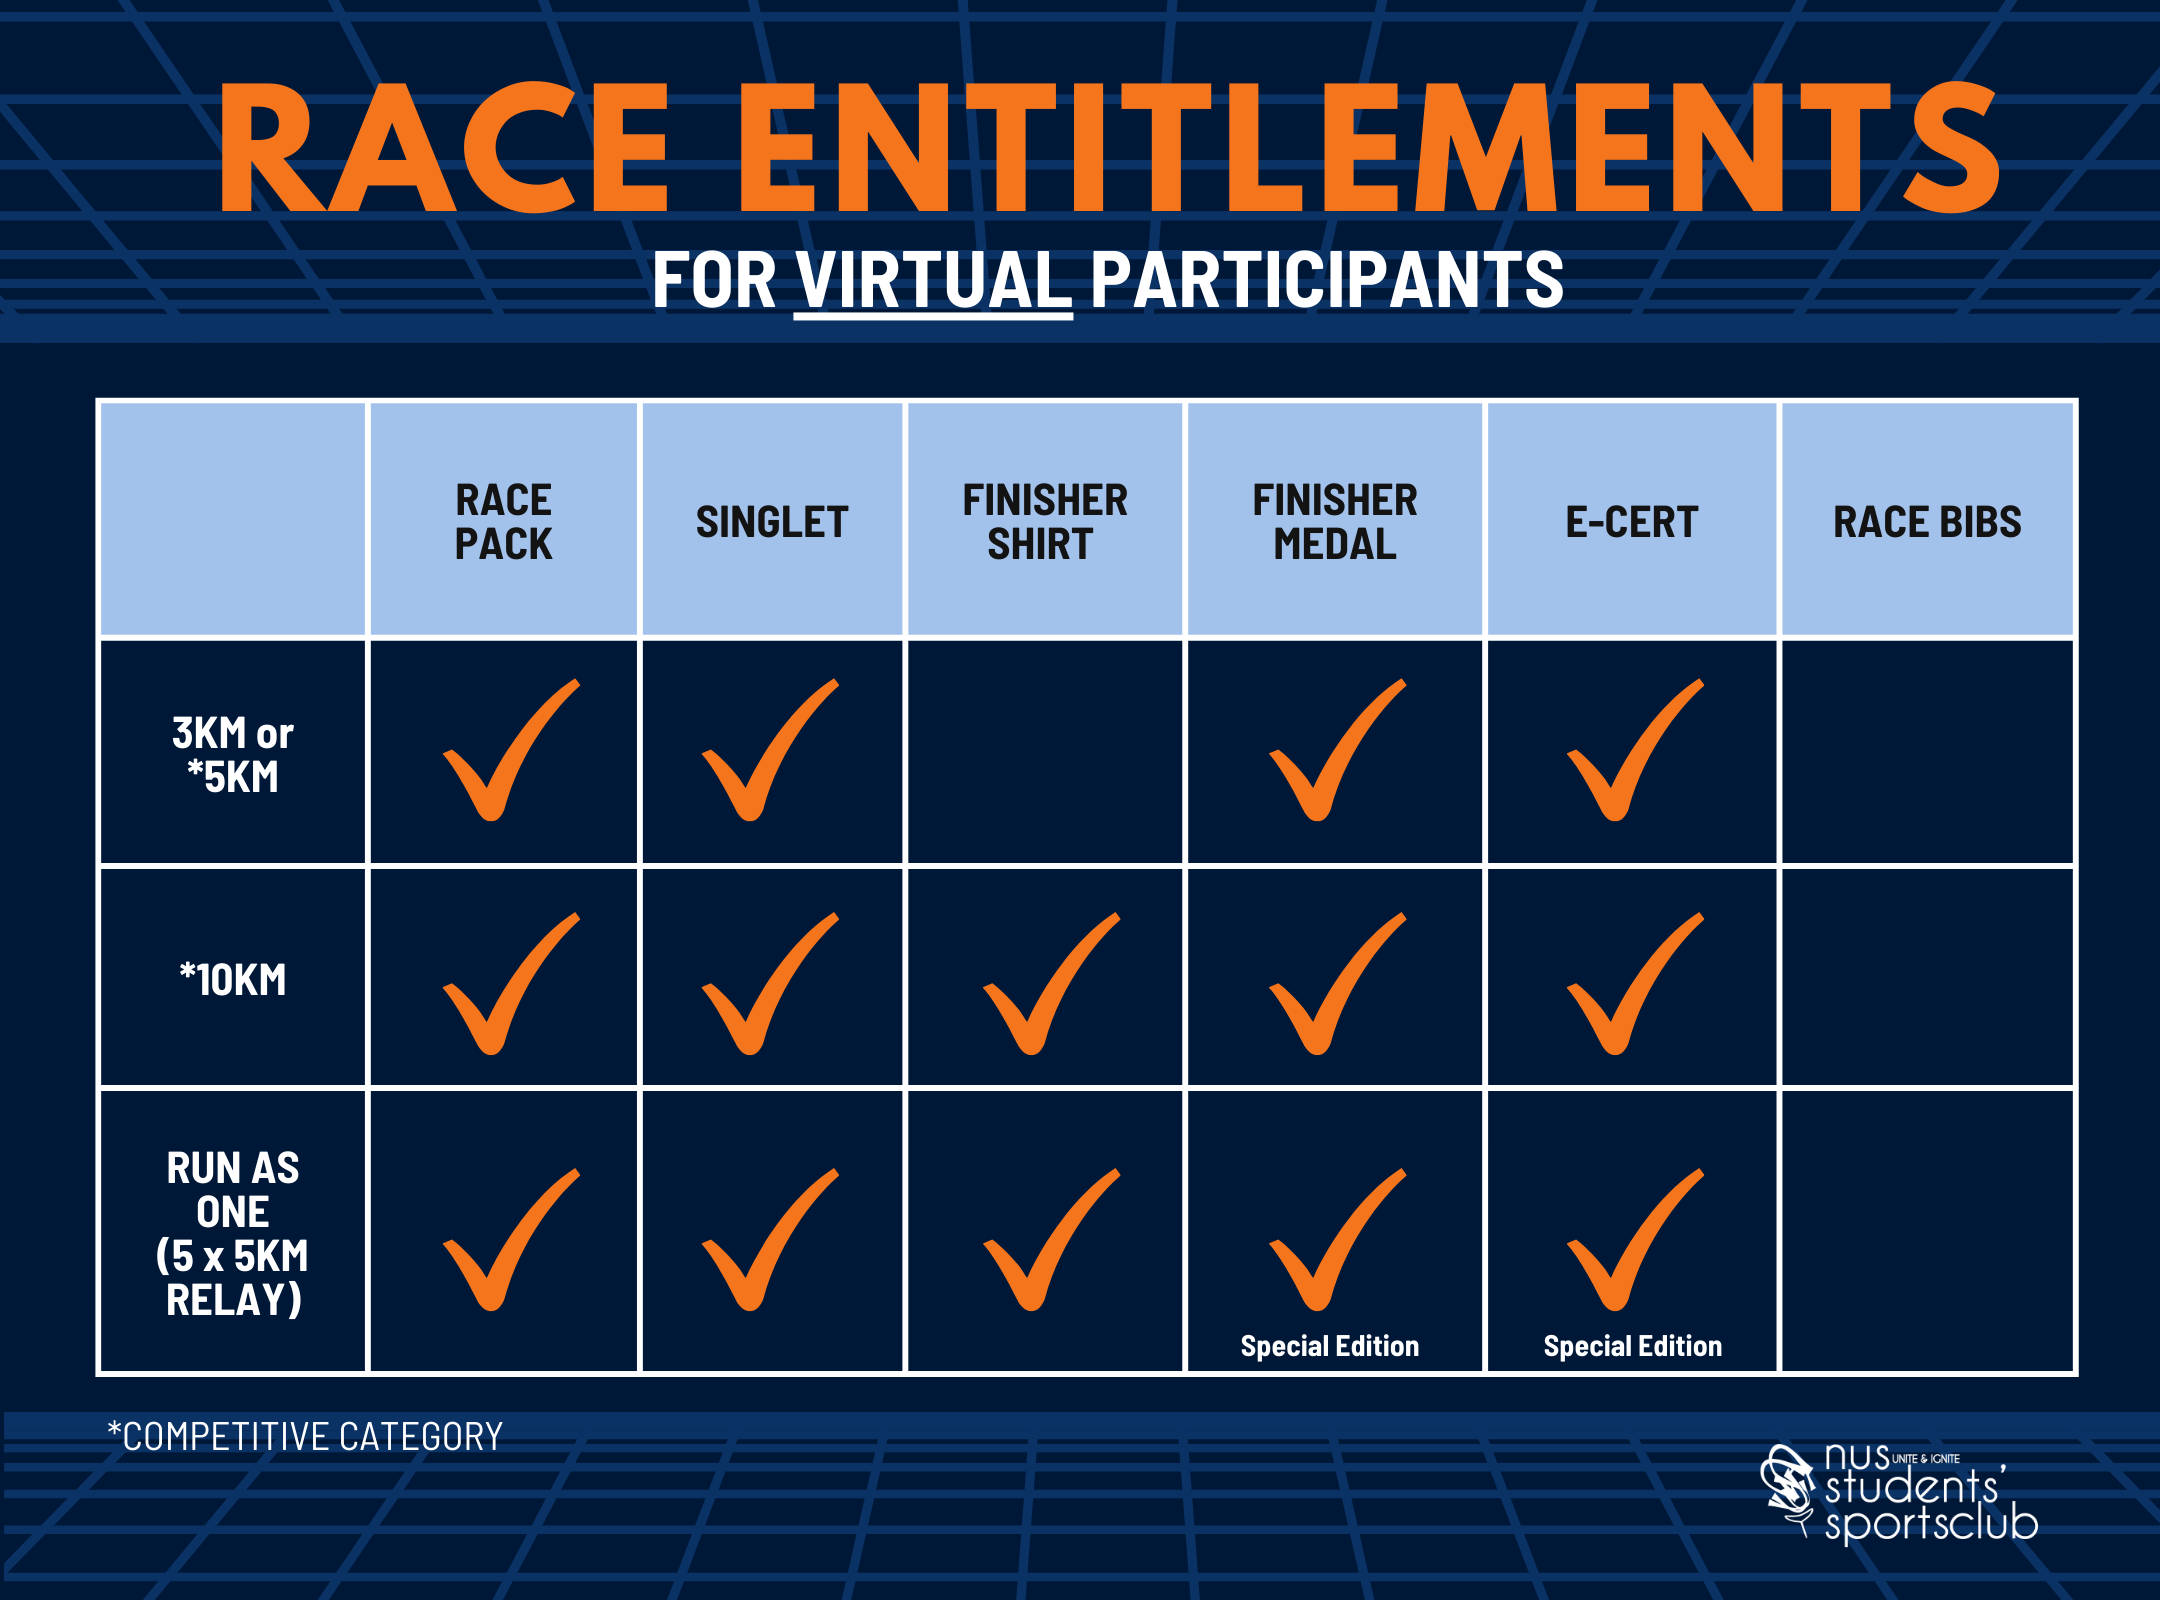 RACE ENTITLEMENTS
FOR VIRTUAL PARTICIPANTS
RACE
PACK
SINGLET
FINISHER
SHIRT
FINISHER
MEDAL
E-CERT
RACE BIBS
3KM or
*5KM
*10KM
RUN AS
ONE
(5 x 5KM
RELAY)
Special Edition
Special Edition
*COMPETITIVE CATEGORY
nus UNITE & IGNITE
students'
sportsclub